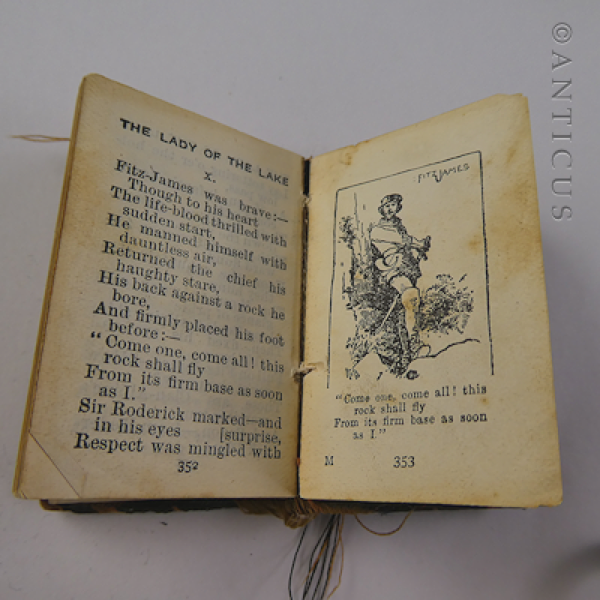 THE LADY OF THE LAKE
X.
Fitz-James was brave:—
Though to his heart
The life-blood thrilled with
sudden start,
He manned himself with
dauntless air,
Returned the chief his
haughty stare,
His back against a rock he
bore,
And firmly placed his foot
before:—
"Come one, come all! this
rock shall fly
From its firm base as soon
as I."
Sir Roderick marked—and
in his eyes [surprise,
Respect was mingled with
352
FITZ JAMES
"Come one, come all! this
rock shall fly
From its firm base as soon
as I."
M 353
©ANTICUS